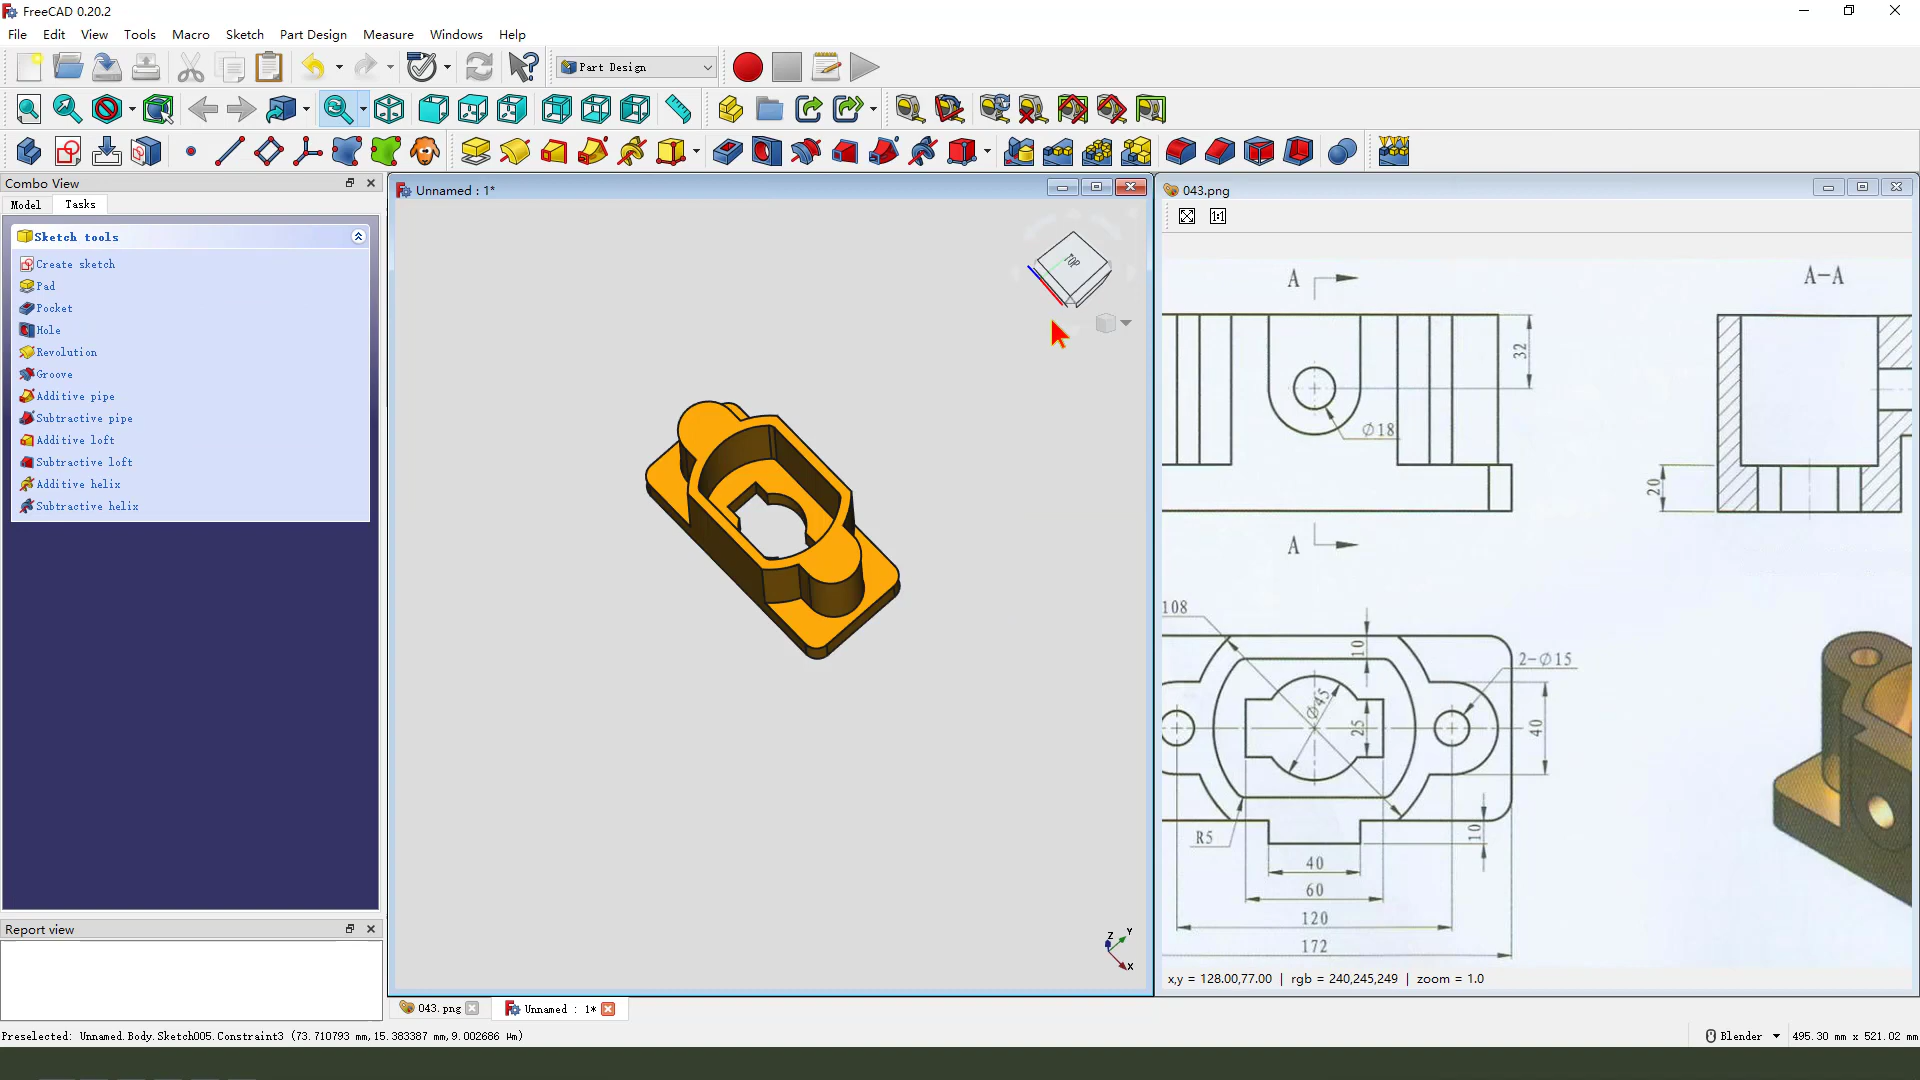 FreeCAD 0.20.2
File Edit View Tools Macro Sketch Part Design Measure Windows Help
Part Design
Combo View
Model Tasks
Sketch tools
Create sketch
Pad
Pocket
Hole
Revolution
Groove
Additive pipe
Subtractive pipe
Additive loft
Subtractive loft
Additive helix
Subtractive helix
Report view
Unnamed : 1*
TOP
Z Y
X
043.png
1:1
A
A-A
32
Ø18
20
A
108
10
2-Ø15
Ø45
25
40
R5
10
40
60
120
172
x,y = 128.00,77.00 | rgb = 240,245,249 | zoom = 1.0
043.png Unnamed : 1*
Preselected: Unnamed.Body.Sketch005.Constraint3 (73.710793 mm,15.383387 mm,9.002686 µm)
Blender 495.30 mm x 521.02 mm